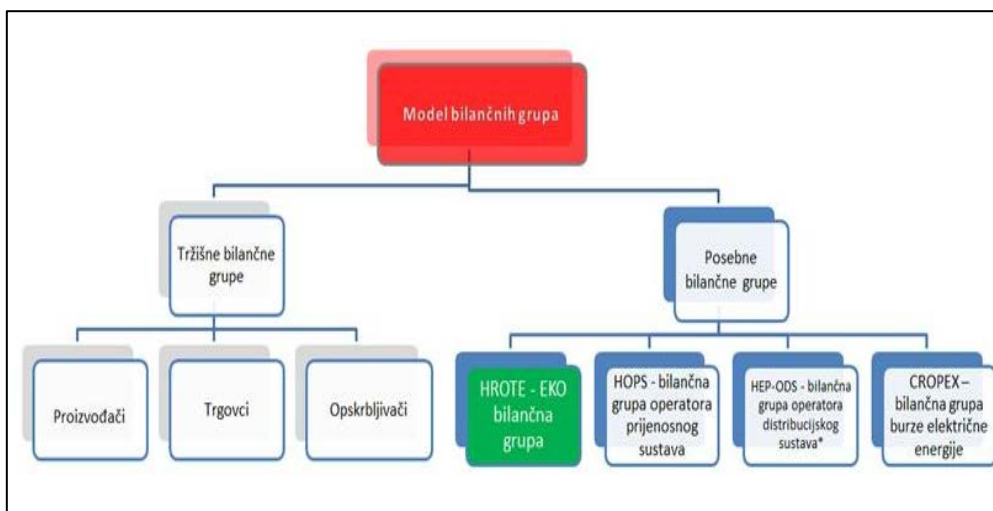 Model bilančnih grupa
Tržišne bilančne
grupe
Posebne
bilančne grupe
Proizvođači
Trgovci
Opskrbljivači
HROTE - EKO
bilančna
grupa
HOPS - bilančna
grupa operatora
prijenosnog
sustava
HEP-ODS - bilančna
grupa operatora
distribucijskog
sustava*
CROPEX –
bilančna grupa
burze električne
energije